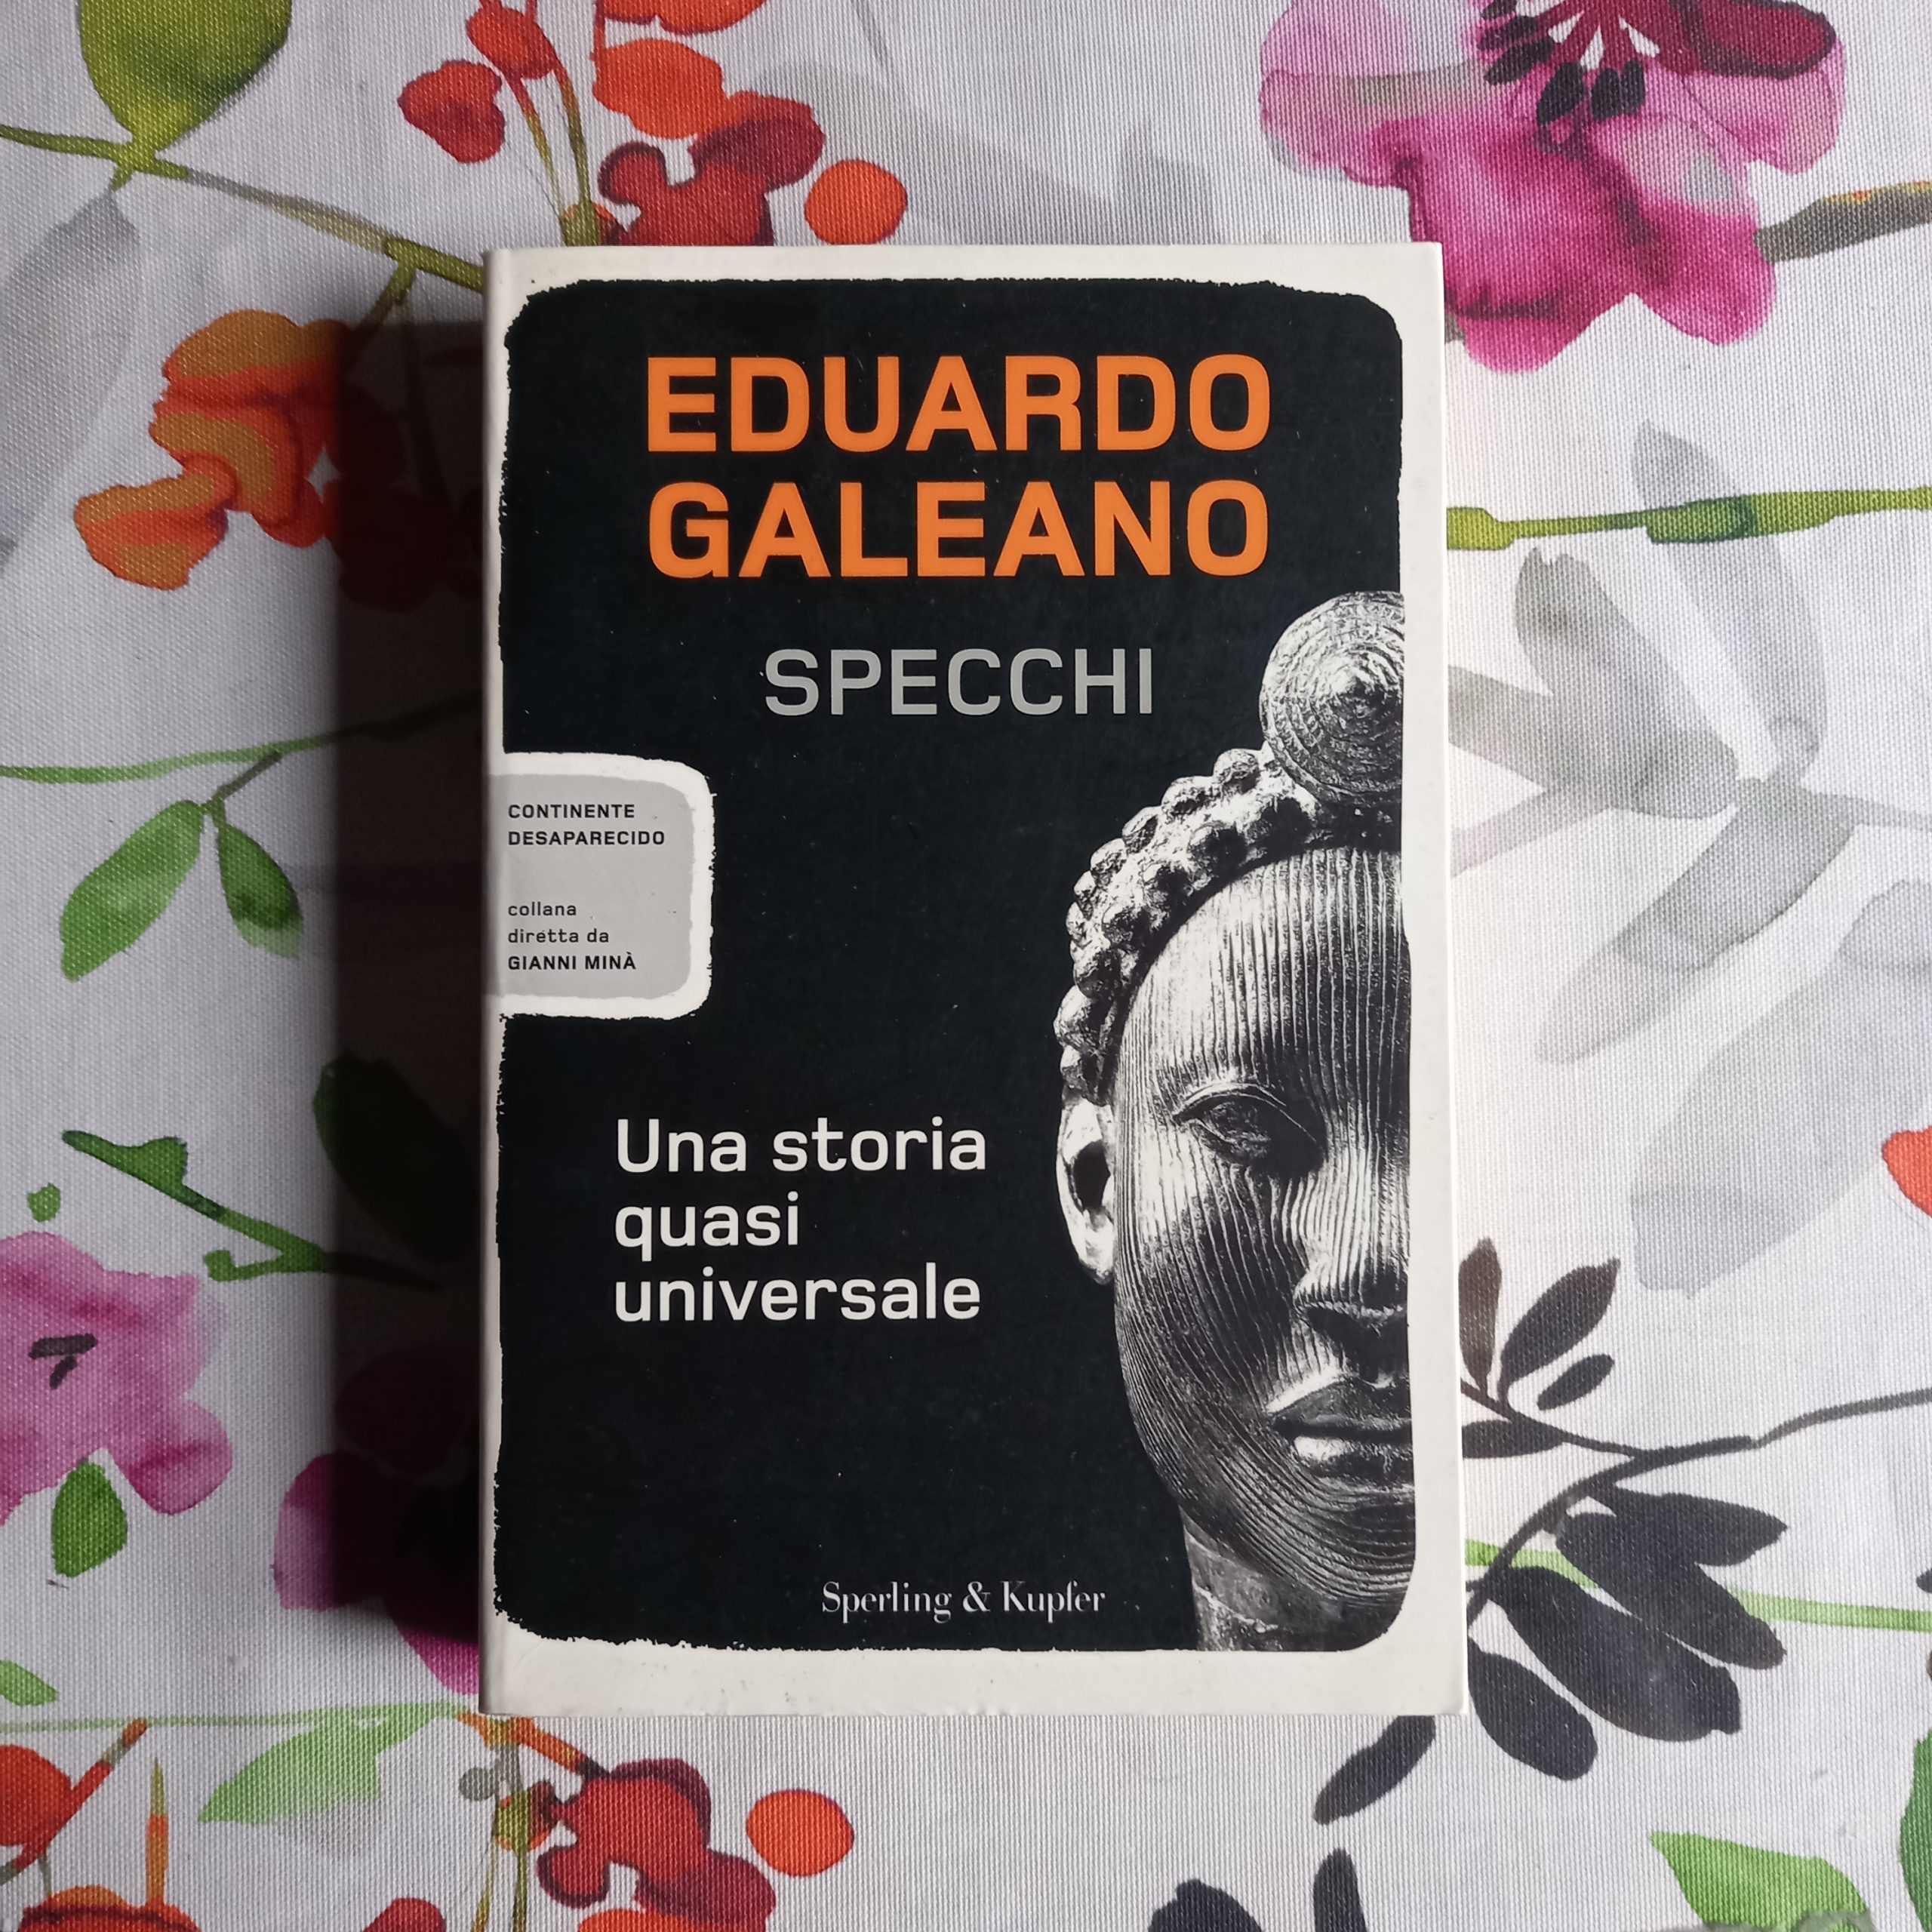 EDUARDO
GALEANO
SPECCHI
CONTINENTE
DESAPARECIDO
collana
diretta da
GIANNI MINÀ
Una storia
quasi
universale
Sperling & Kupfer